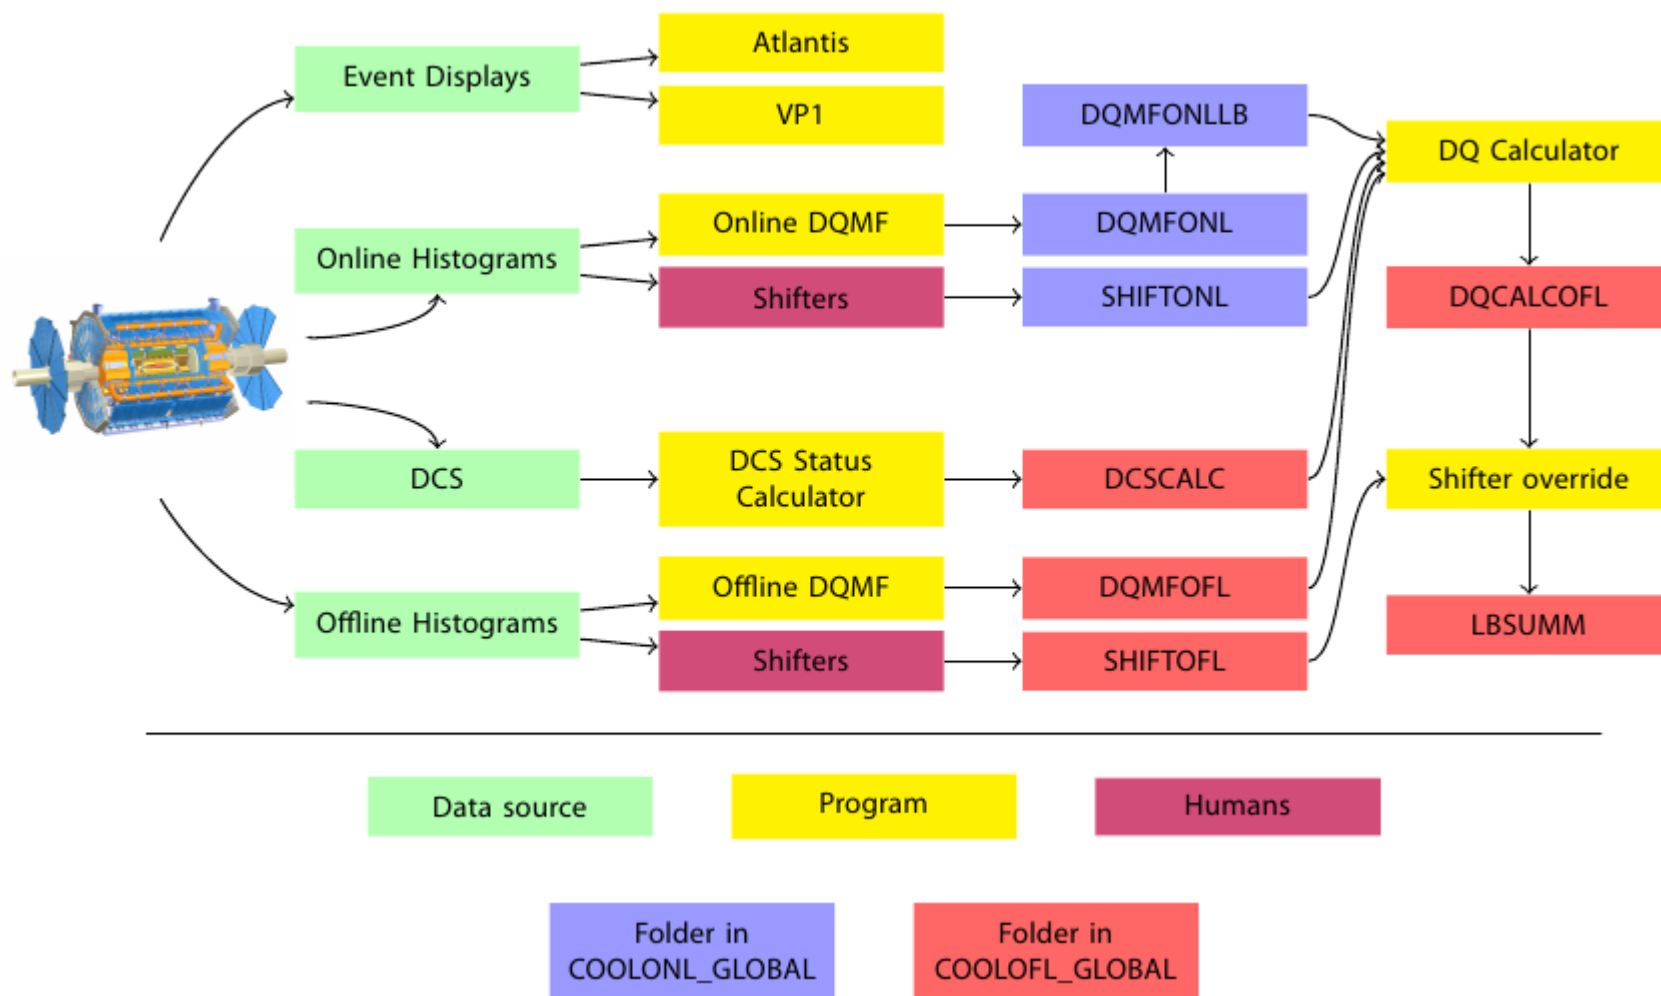 Event Displays
Atlantis
VP1
DQMFONLLB
DQ Calculator
Online Histograms
Online DQMF
DQMFONL
Shifters
SHIFTONL
DQCALCOFL
DCS
DCS Status
Calculator
DCSCALC
Shifter override
Offline Histograms
Offline DQMF
DQMFOFL
Shifters
SHIFTOFL
LBSUMM
Data source
Program
Humans
Folder in
COOLONL_GLOBAL
Folder in
COOLOFL_GLOBAL